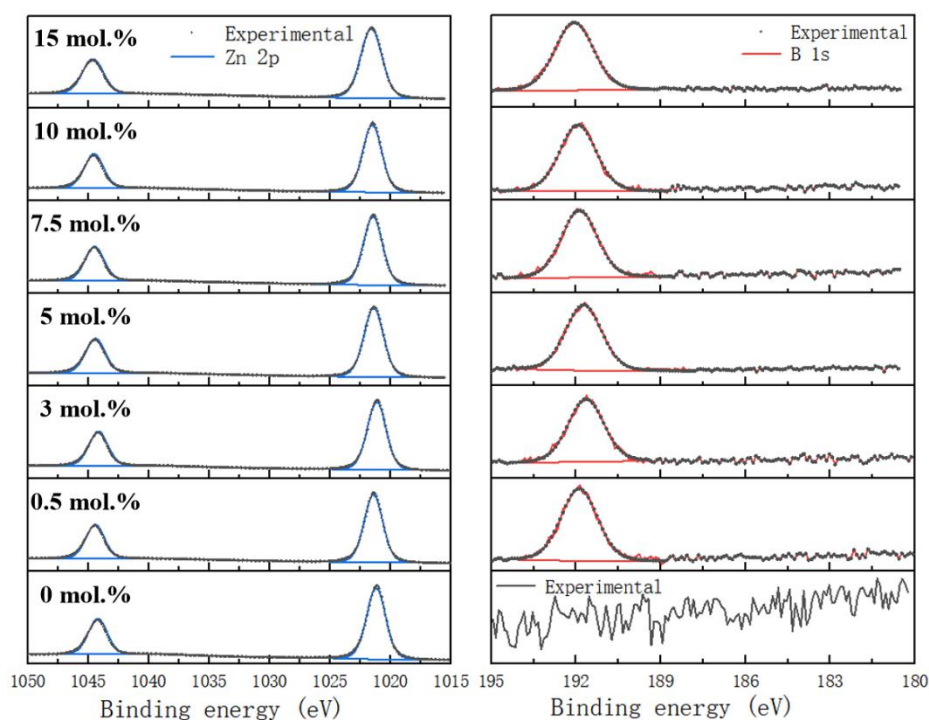 15 mol.%
Experimental
Zn 2p
Experimental
B 1s
10 mol.%
7.5 mol.%
5 mol.%
3 mol.%
0.5 mol.%
0 mol.%
Experimental
1050 1045 1040 1035 1030 1025 1020 1015
195 192 189 186 183 180
Binding energy (eV)
Binding energy (eV)